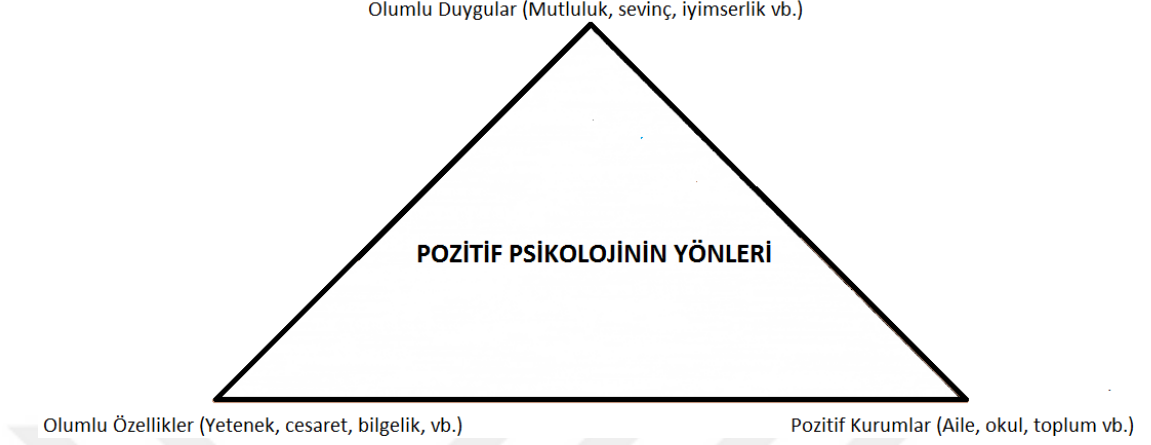 Olumlu Duygular (Mutluluk, sevinç, iyimserlik vb.)
POZİTİF PSİKOLOJİNİN YÖNLERİ
Olumlu Özellikler (Yetenek, cesaret, bilgelik, vb.)
Pozitif Kurumlar (Aile, okul, toplum vb.)